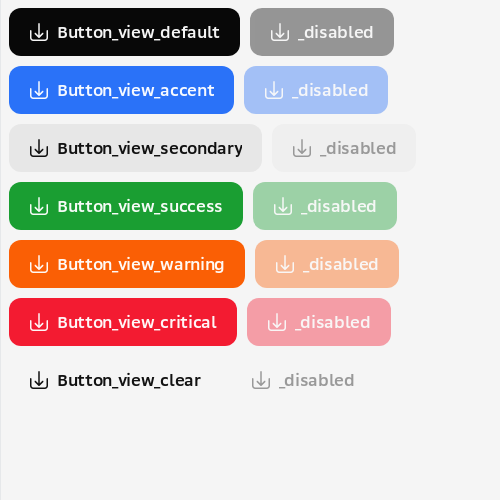 Button_view_default _disabled
Button_view_accent _disabled
Button_view_secondary _disabled
Button_view_success _disabled
Button_view_warning _disabled
Button_view_critical _disabled
Button_view_clear _disabled